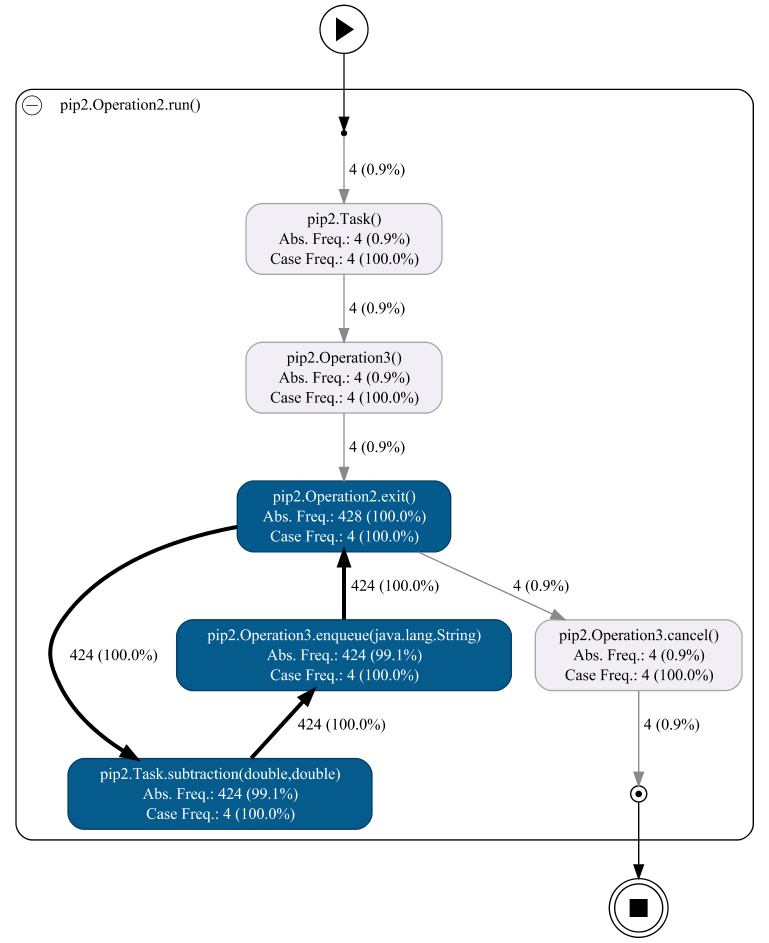 pip2.Operation2.run()
4 (0.9%)
pip2.Task()
Abs. Freq.: 4 (0.9%)
Case Freq.: 4 (100.0%)
4 (0.9%)
pip2.Operation3()
Abs. Freq.: 4 (0.9%)
Case Freq.: 4 (100.0%)
4 (0.9%)
pip2.Operation2.exit()
Abs. Freq.: 428 (100.0%)
Case Freq.: 4 (100.0%)
424 (100.0%)
4 (0.9%)
pip2.Operation3.enqueue(java.lang.String)
Abs. Freq.: 424 (99.1%)
Case Freq.: 4 (100.0%)
pip2.Operation3.cancel()
Abs. Freq.: 4 (0.9%)
Case Freq.: 4 (100.0%)
424 (100.0%)
424 (100.0%)
4 (0.9%)
pip2.Task.subtraction(double,double)
Abs. Freq.: 424 (99.1%)
Case Freq.: 4 (100.0%)